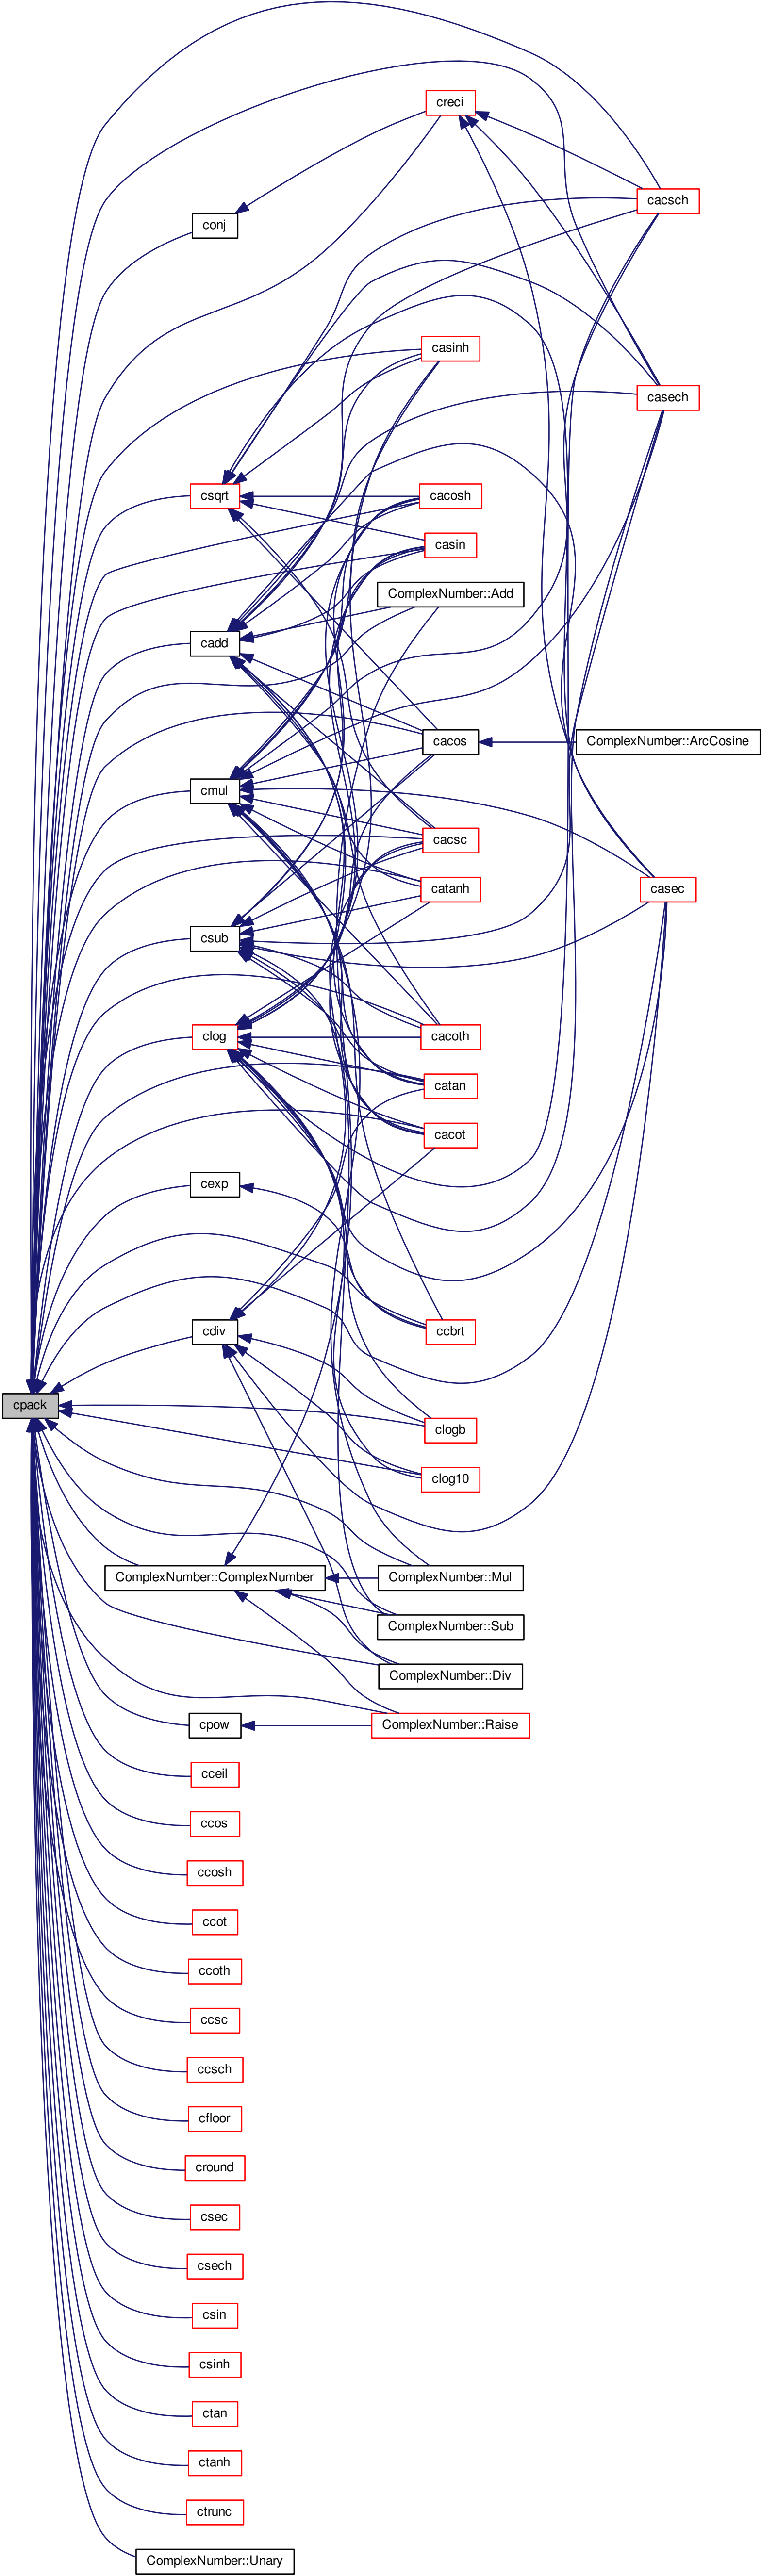 creci
cacsch
conj
casinh
casech
csqrt
cacosh
casin
ComplexNumber::Add
cadd
cacos
ComplexNumber::ArcCosine
cmul
cacsc
catanh
casec
csub
clog
cacoth
catan
cacot
cexp
cdiv
ccbrt
cpack
clogb
clog10
ComplexNumber::ComplexNumber
ComplexNumber::Mul
ComplexNumber::Sub
ComplexNumber::Div
cpow
ComplexNumber::Raise
cceil
ccos
ccosh
ccot
ccoth
ccsc
ccsch
cfloor
cround
csec
csech
csin
csinh
ctan
ctanh
ctrunc
ComplexNumber::Unary